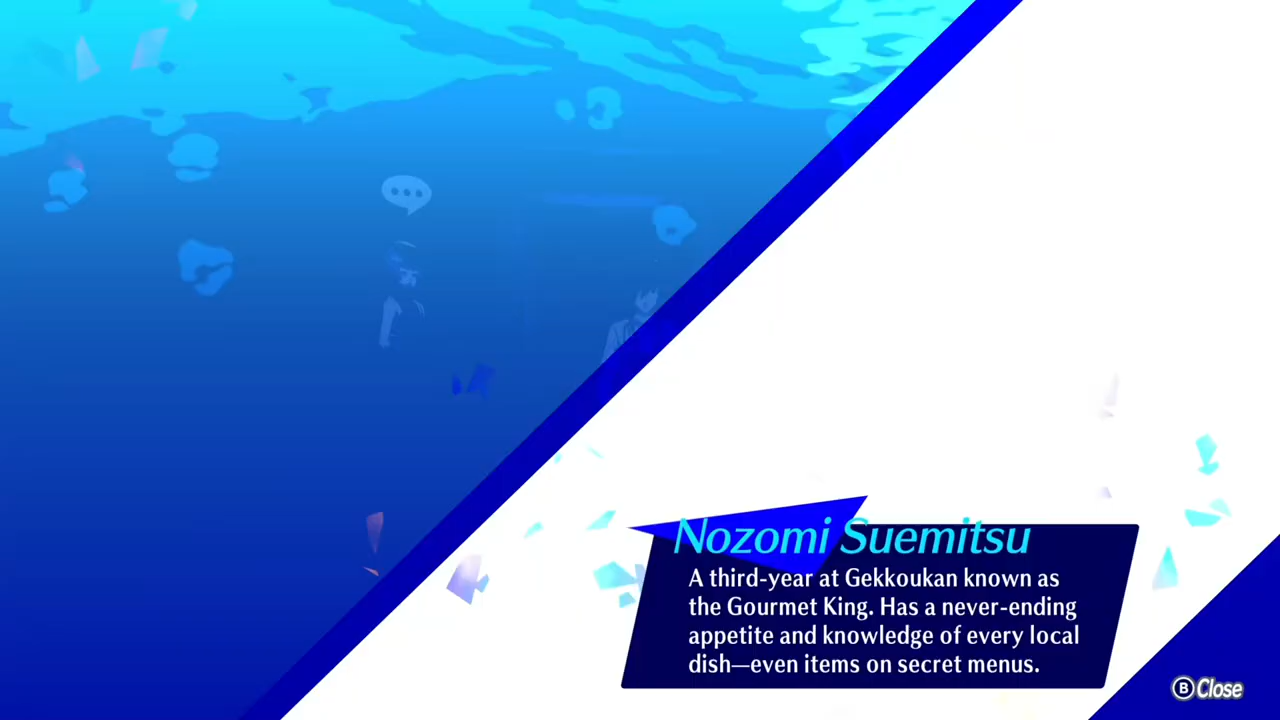 Nozomi Suemitsu
A third-year at Gekkoukan known as
the Gourmet King. Has a never-ending
appetite and knowledge of every local
dish—even items on secret menus.
B Close